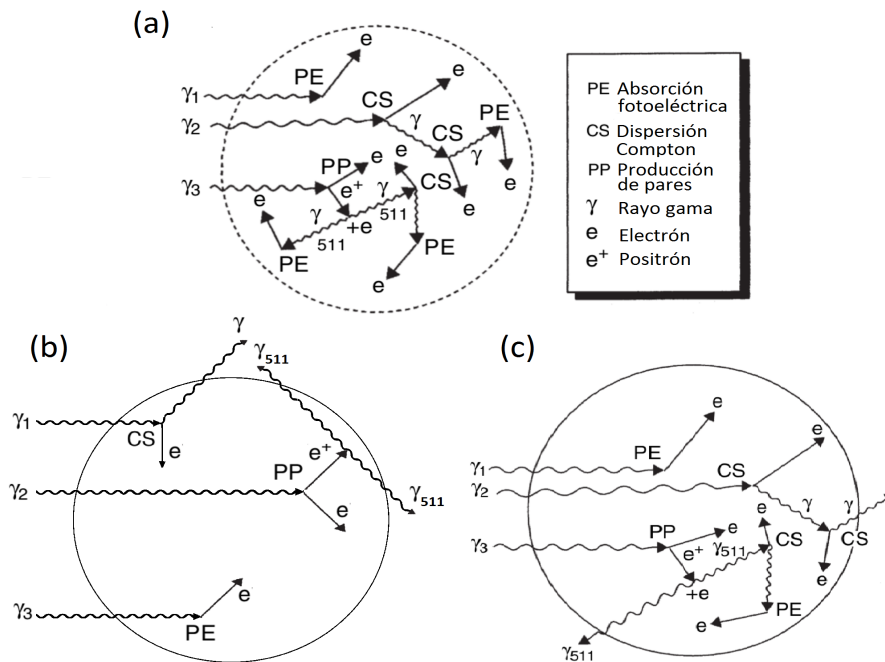 (a)
e
PE
γ1
γ2
CS
e
γ
CS
PE
γ
e
e
PP
e
e+
γ
511
CS
γ3
e
γ
511
+e
PE
PE
e
PE Absorción
fotoeléctrica
CS Dispersión
Compton
PP Producción
de pares
γ Rayo gama
e Electrón
e+ Positrón
(b)
γ
γ511
γ1
CS
e
PP
e+
γ2
e
γ511
γ3
PE
e
(c)
e
PE
γ1
γ2
CS
e
γ
γ
CS
e
PP
e
e+
γ511
e
CS
γ3
+e
γ511
PE
e